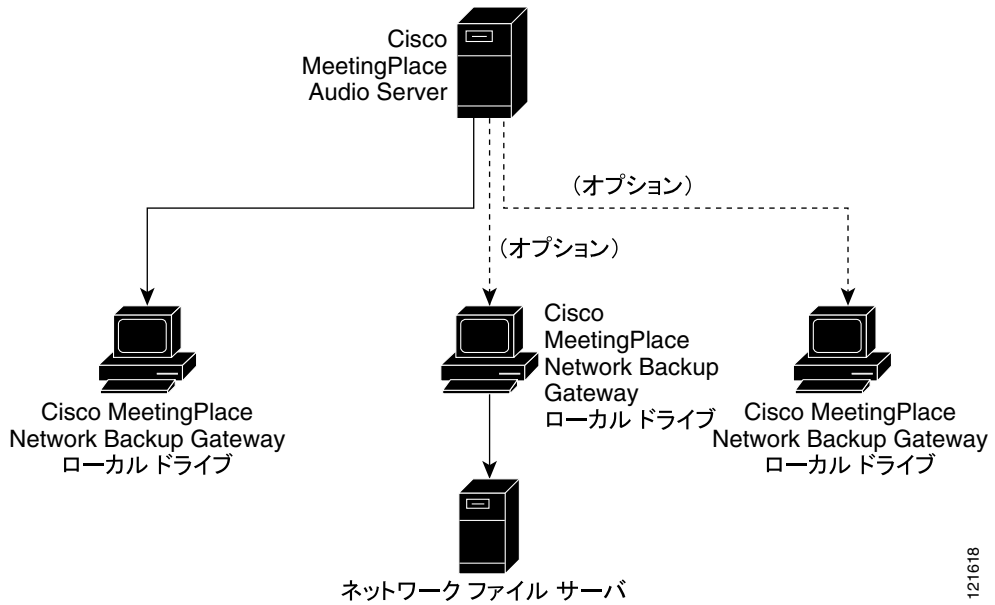 Cisco
MeetingPlace
Audio Server
（オプション）
（オプション）
Cisco MeetingPlace
Network Backup Gateway
ローカル ドライブ
Cisco
MeetingPlace
Network Backup
Gateway
ローカル ドライブ
Cisco MeetingPlace
Network Backup Gateway
ローカル ドライブ
ネットワーク ファイル サーバ
121618